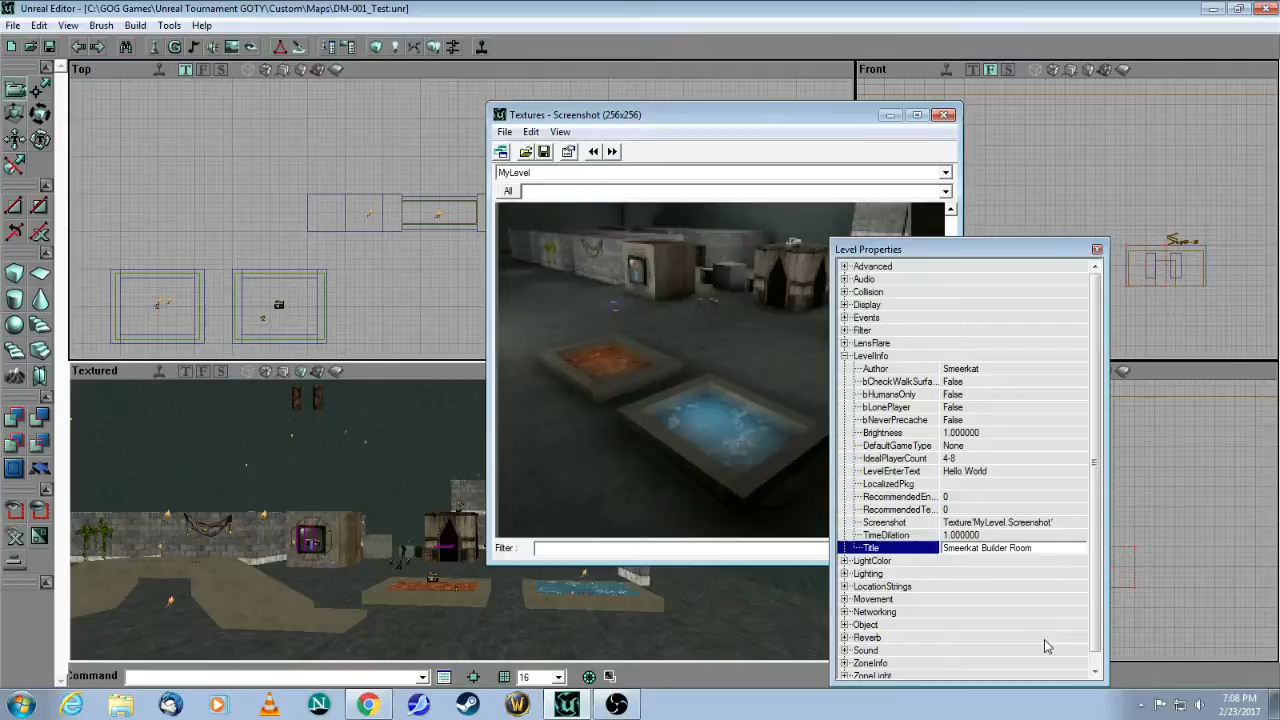 Unreal Editor - [C:\GOG Games\Unreal Tournament GOTY\Custom\Maps\DM-001_Test.unr]
File Edit View Brush Build Tools Help
Top T F S
Front T F S
Textures - Screenshot (256x256)
File Edit View
MyLevel
All
Filter :
Level Properties
Advanced
Audio
Collision
Display
Events
Filter
LensFlare
LevelInfo
Author Smeerkat
bCheckWalkSurfa... False
bHumansOnly False
bLonePlayer False
bNeverPrecache False
Brightness 1.000000
DefaultGameType None
IdealPlayerCount 4-8
LevelEnterText Hello World
LocalizedPkg
RecommendedEn... 0
RecommendedTe... 0
Screenshot Texture'MyLevel.Screenshot'
TimeDilation 1.000000
Title Smeerkat Builder Room
LightColor
Lighting
LocationStrings
Movement
Networking
Object
Reverb
Sound
ZoneInfo
ZoneLight
Textured T F S
Command 16
7:08 PM
2/23/2017